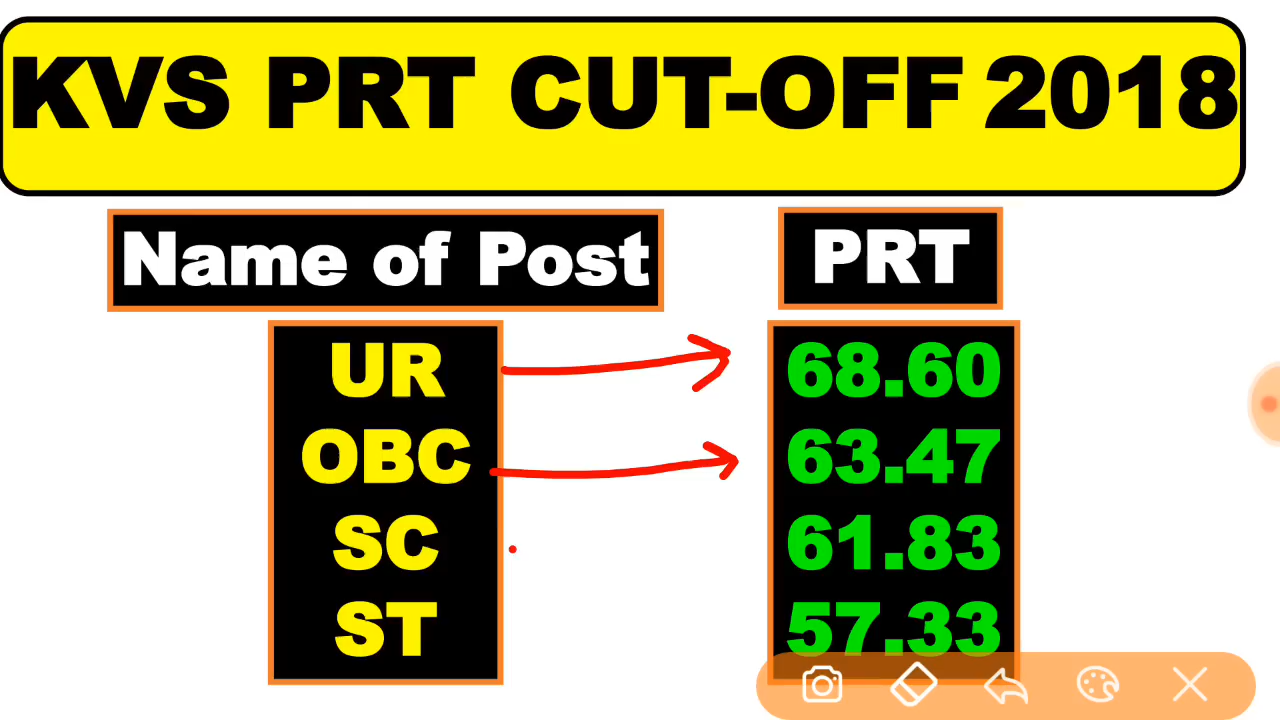 KVS PRT CUT-OFF 2018
Name of Post PRT
UR 68.60
OBC 63.47
SC 61.83
ST 57.33